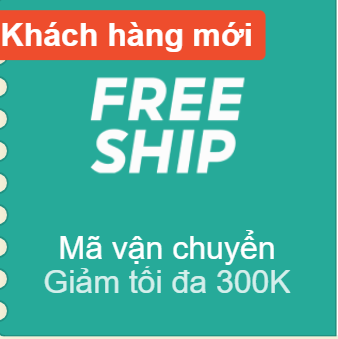 Khách hàng mới
FREE
SHIP
Mã vận chuyển
Giảm tối đa 300K